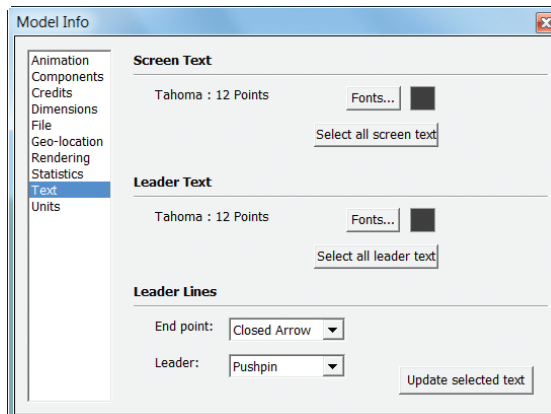 Model Info
Animation
Components
Credits
Dimensions
File
Geo-location
Rendering
Statistics
Text
Units
Screen Text
Tahoma : 12 Points
Fonts...
Select all screen text
Leader Text
Tahoma : 12 Points
Fonts...
Select all leader text
Leader Lines
End point: Closed Arrow
Leader: Pushpin
Update selected text